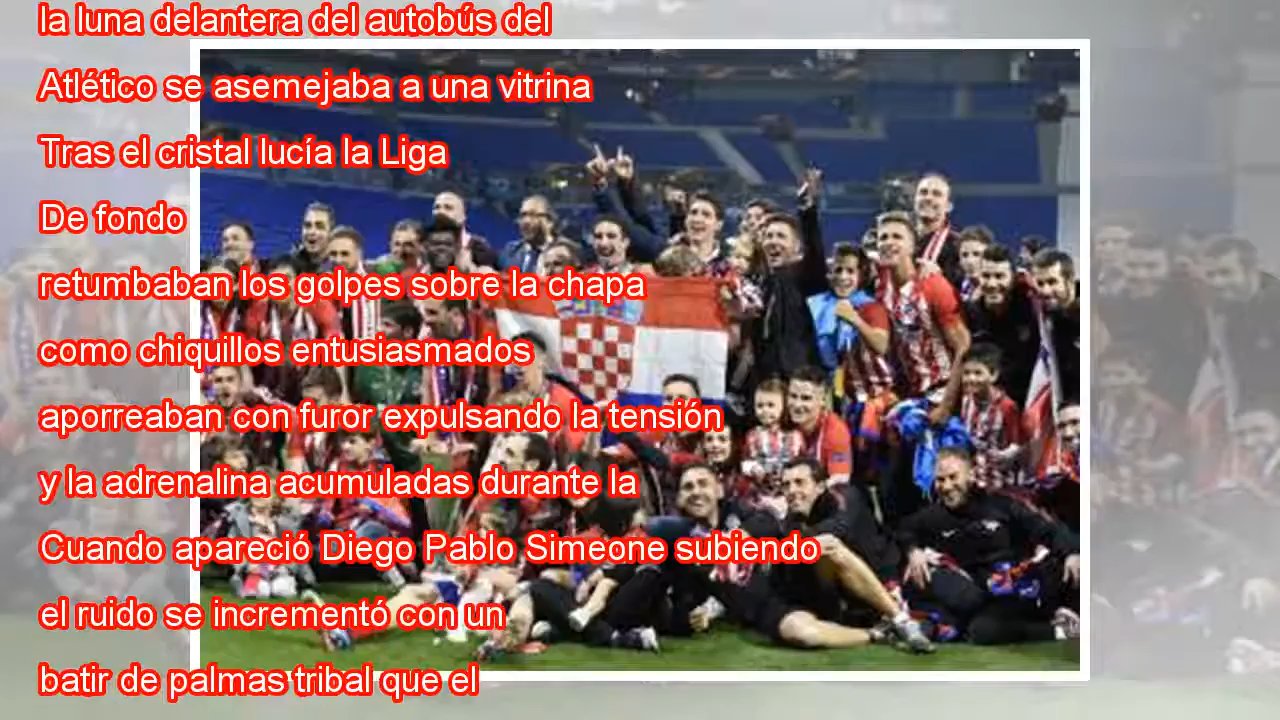 la luna delantera del autobús del
Atlético se asemejaba a una vitrina
Tras el cristal lucía la Liga
De fondo
retumbaban los golpes sobre la chapa
como chiquillos entusiasmados
aporreaban con furor expulsando la tensión
y la adrenalina acumuladas durante la
Cuando apareció Diego Pablo Simeone subiendo
el ruido se incrementó con un
batir de palmas tribal que el